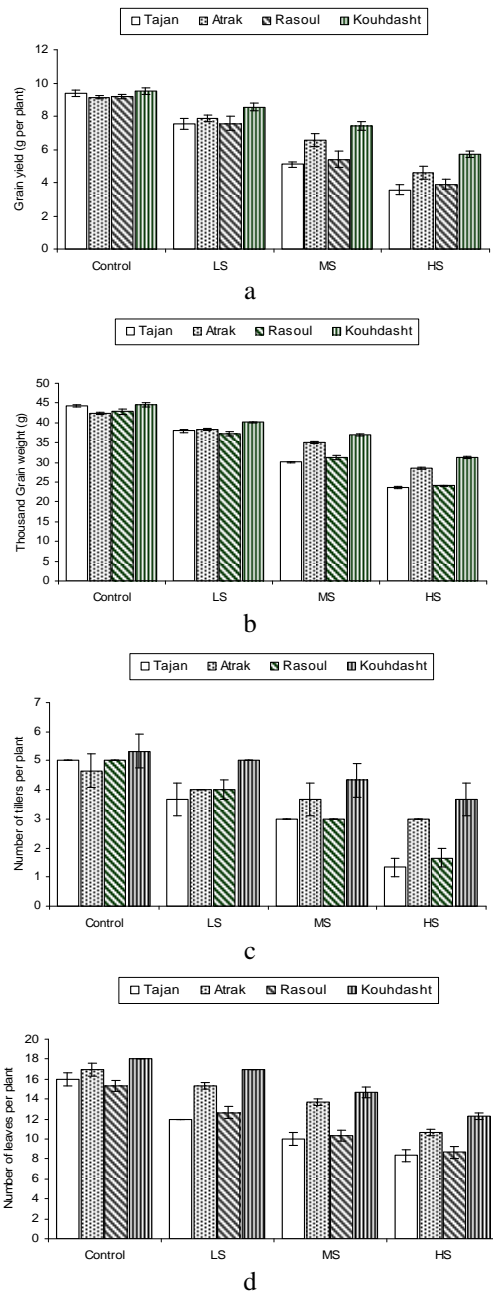 Tajan Atrak Rasoul Kouhdasht
Grain yield (g per plant)
12
10
8
6
4
2
0
Control LS MS HS
a
Tajan Atrak Rasoul Kouhdasht
Thousand Grain weight (g)
50
45
40
35
30
25
20
15
10
5
0
Control LS MS HS
b
Tajan Atrak Rasoul Kouhdasht
Number of tillers per plant
7
6
5
4
3
2
1
0
Control LS MS HS
c
Tajan Atrak Rasoul Kouhdasht
Number of leaves per plant
20
18
16
14
12
10
8
6
4
2
0
Control LS MS HS
d